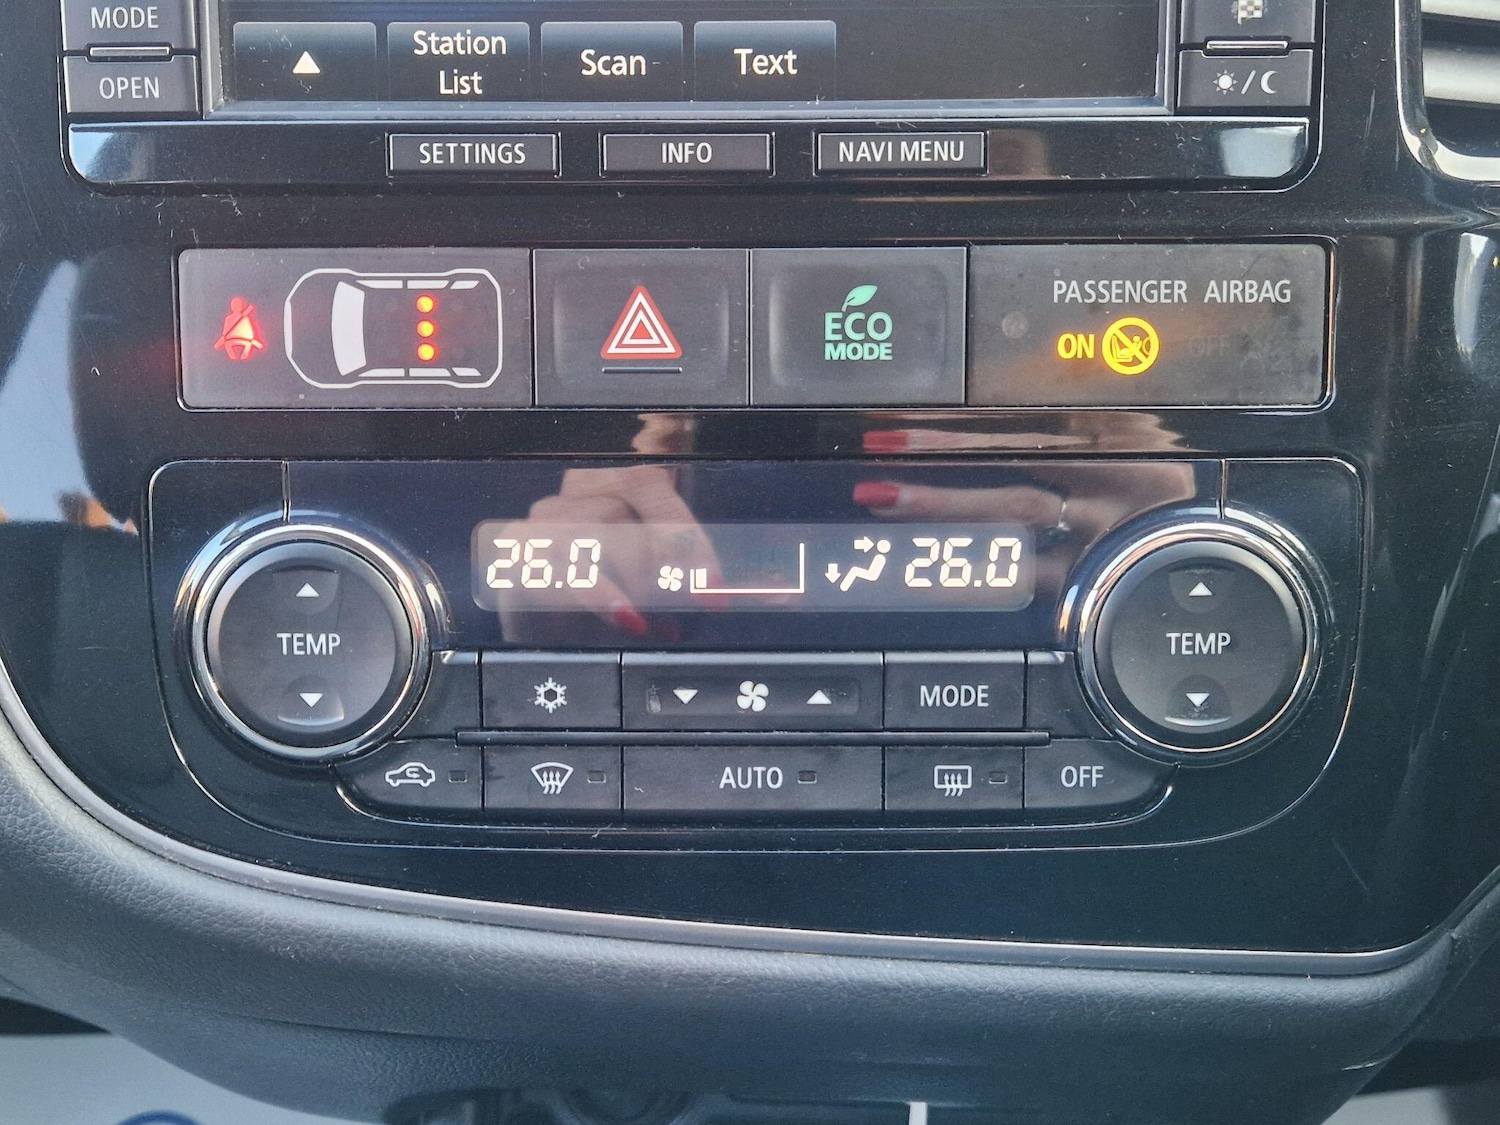 MODE
OPEN
Station
List
Scan
Text
SETTINGS
INFO
NAVI MENU
ECO
MODE
PASSENGER AIRBAG
ON
OFF
26.0
26.0
TEMP
TEMP
MODE
AUTO
OFF